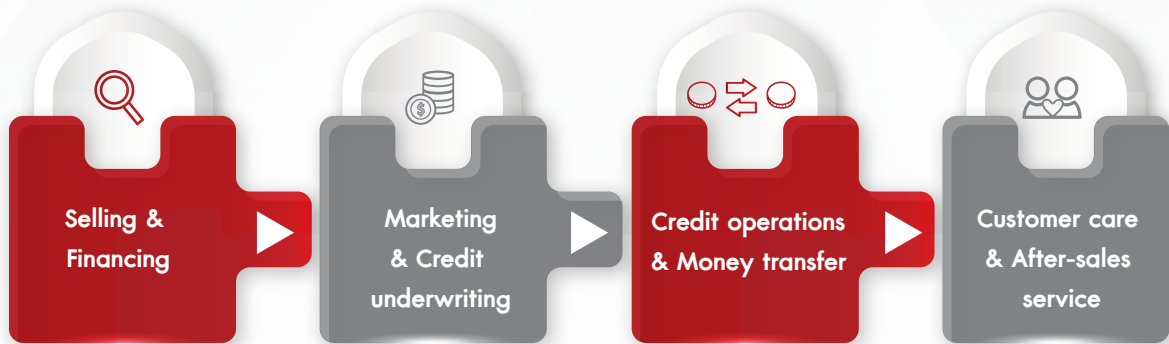 Selling &
Financing
Marketing
& Credit
underwriting
Credit operations
& Money transfer
Customer care
& After-sales
service
$